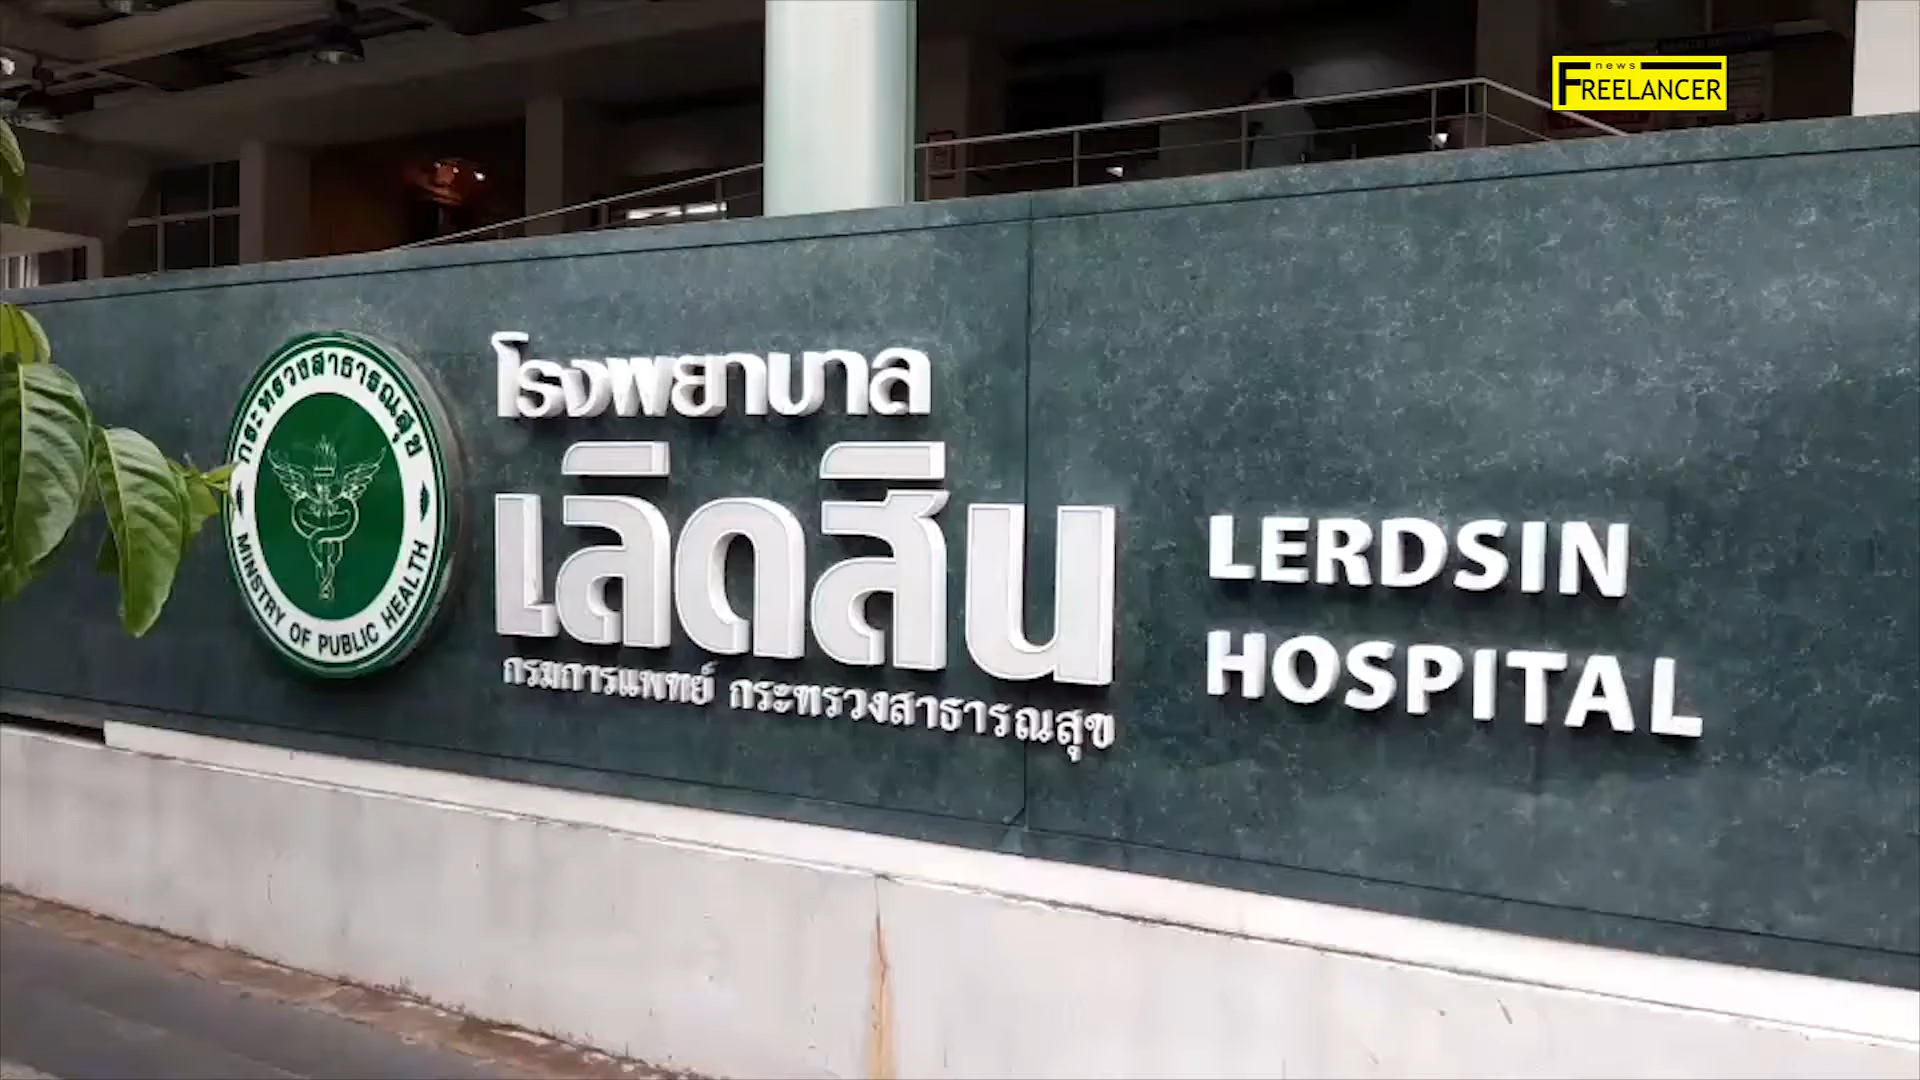 news
FREELANCER
กระทรวงสาธารณสุข
MINISTRY OF PUBLIC HEALTH
โรงพยาบาล
เลิดสิน
กรมการแพทย์ กระทรวงสาธารณสุข
LERDSIN
HOSPITAL